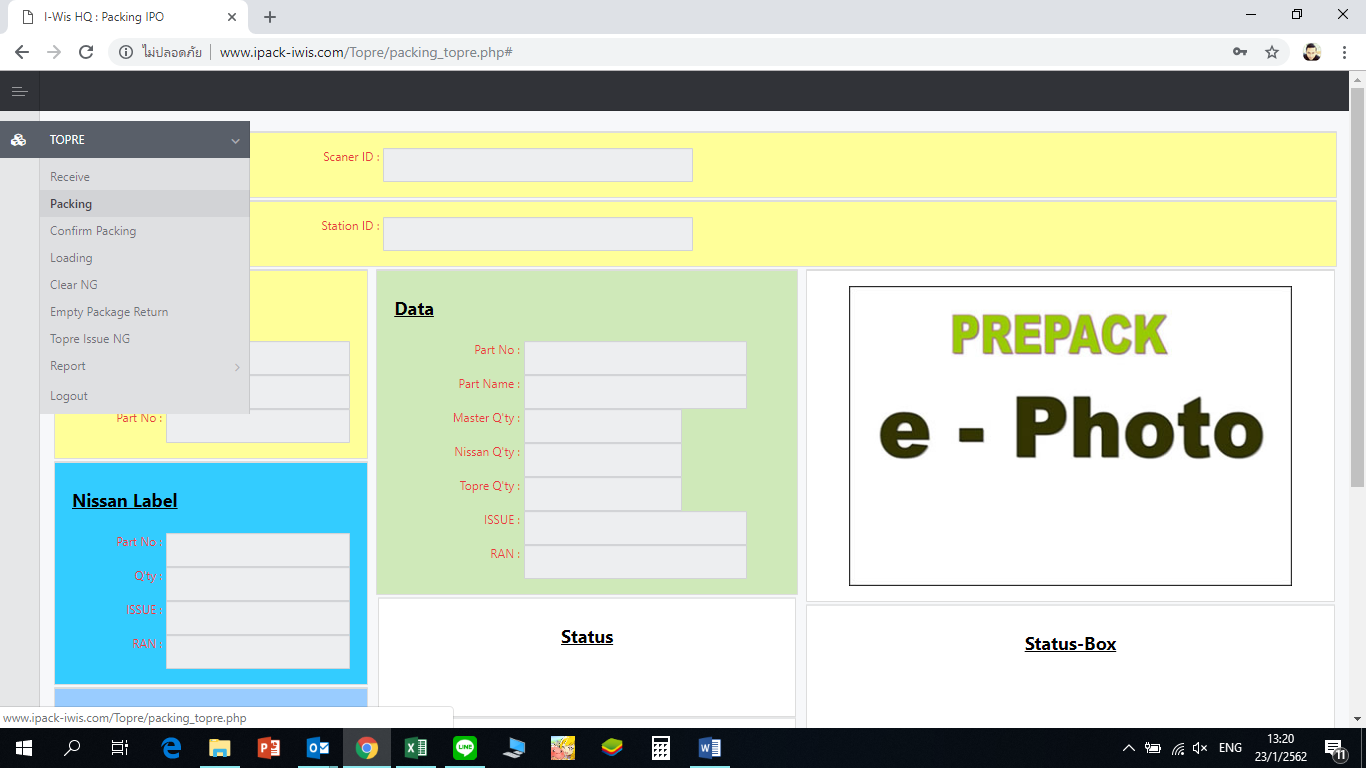 I-Wis HQ : Packing IPO
ไม่ปลอดภัย
www.ipack-iwis.com/Topre/packing_topre.php#
TOPRE
Receive
Packing
Confirm Packing
Loading
Clear NG
Empty Package Return
Topre Issue NG
Report
Logout
Scaner ID :
Station ID :
Part No :
Nissan Label
Part No :
Q'ty :
ISSUE :
RAN :
Data
Part No :
Part Name :
Master Q'ty :
Nissan Q'ty :
Topre Q'ty :
ISSUE :
RAN :
Status
PREPACK
e - Photo
Status-Box
www.ipack-iwis.com/Topre/packing_topre.php
LINE
ENG
13:20
23/1/2562
11